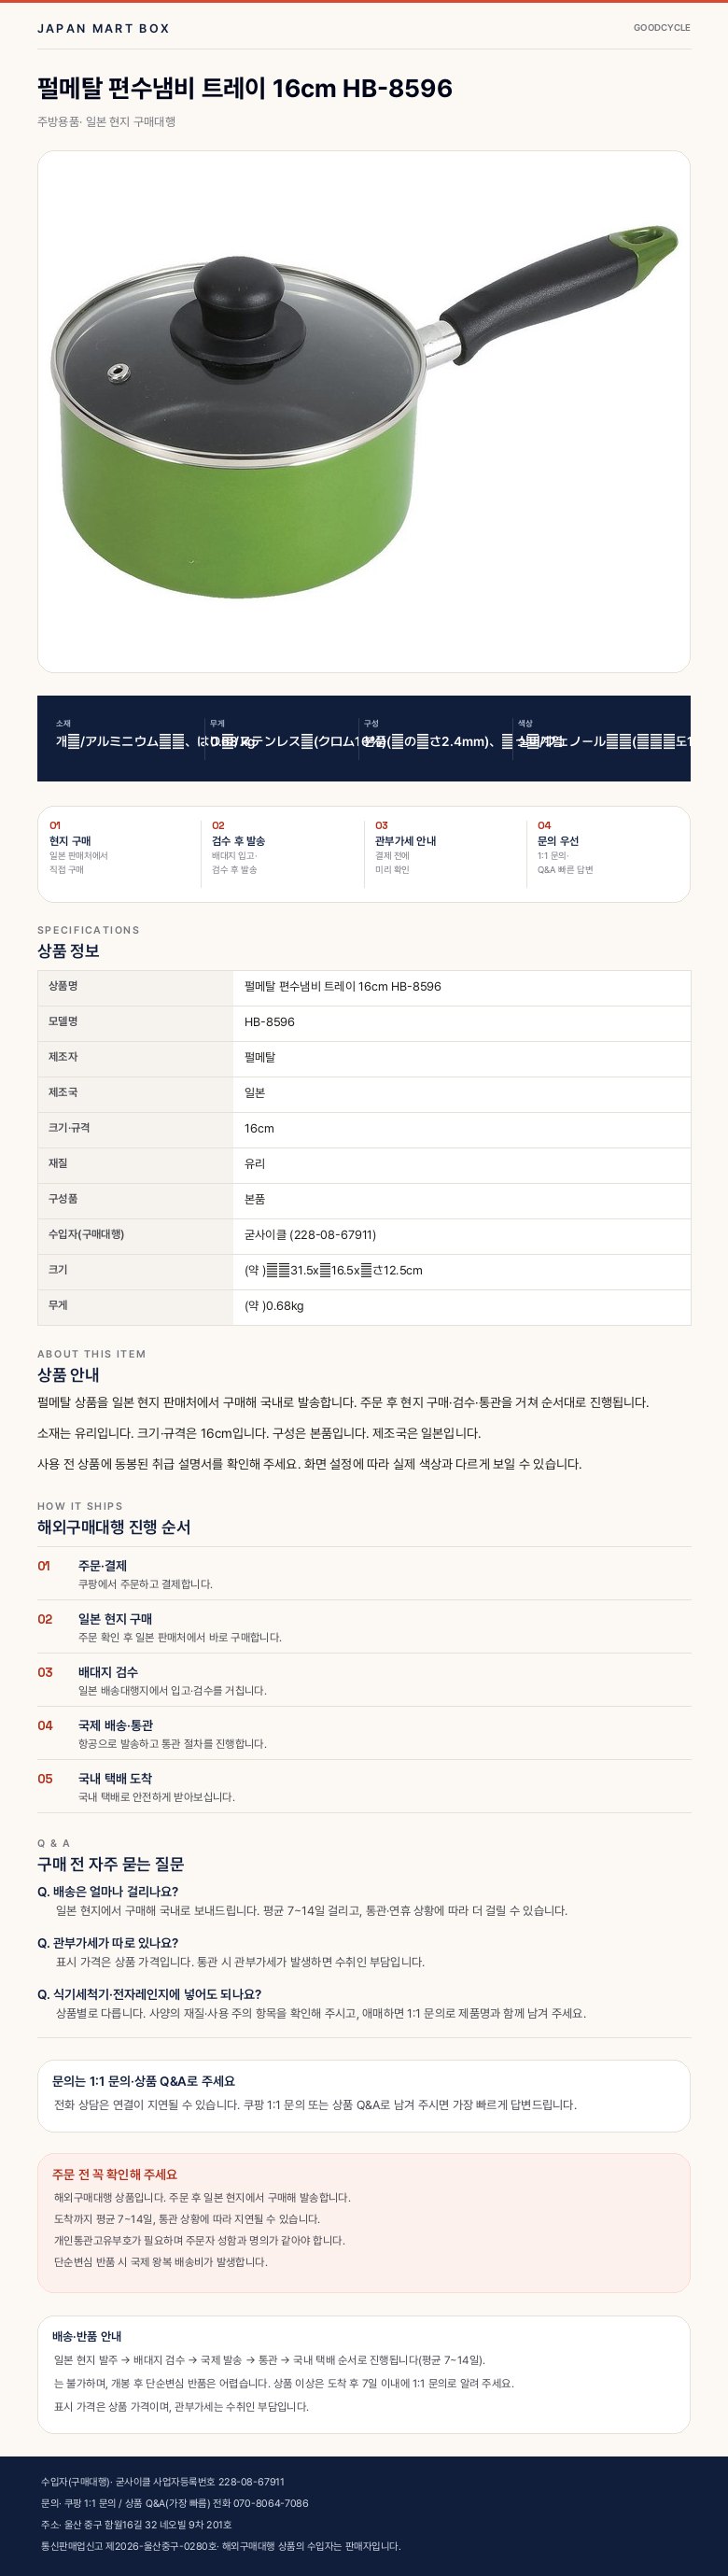 JAPAN MART BOX
GOODCYCLE
펄메탈 편수냄비 트레이 16cm HB-8596
주방용품· 일본 현지 구매대행
소재
무게
구성
색상
01
현지 구매
일본 판매처에서
직접 구매
02
검수 후 발송
배대지 입고·
검수 후 발송
03
관부가세 안내
결제 전에
미리 확인
04
문의 우선
1:1 문의·
Q&A 빠른 답변
SPECIFICATIONS
상품 정보
상품명 펄메탈 편수냄비 트레이 16cm HB-8596
모델명 HB-8596
제조자 펄메탈
제조국 일본
크기·규격 16cm
재질 유리
구성품 본품
수입자(구매대행) 굳사이클 (228-08-67911)
크기 (약 )31.5x16.5xさ12.5cm
무게 (약 )0.68kg
ABOUT THIS ITEM
상품 안내
펄메탈 상품을 일본 현지 판매처에서 구매해 국내로 발송합니다. 주문 후 현지 구매·검수·통관을 거쳐 순서대로 진행됩니다.
소재는 유리입니다. 크기·규격은 16cm입니다. 구성은 본품입니다. 제조국은 일본입니다.
사용 전 상품에 동봉된 취급 설명서를 확인해 주세요. 화면 설정에 따라 실제 색상과 다르게 보일 수 있습니다.
HOW IT SHIPS
해외구매대행 진행 순서
01 주문·결제
쿠팡에서 주문하고 결제합니다.
02 일본 현지 구매
주문 확인 후 일본 판매처에서 바로 구매합니다.
03 배대지 검수
일본 배송대행지에서 입고·검수를 거칩니다.
04 국제 배송·통관
항공으로 발송하고 통관 절차를 진행합니다.
05 국내 택배 도착
국내 택배로 안전하게 받아보십니다.
Q & A
구매 전 자주 묻는 질문
Q. 배송은 얼마나 걸리나요?
일본 현지에서 구매해 국내로 보내드립니다. 평균 7~14일 걸리고, 통관·연휴 상황에 따라 더 걸릴 수 있습니다.
Q. 관부가세가 따로 있나요?
표시 가격은 상품 가격입니다. 통관 시 관부가세가 발생하면 수취인 부담입니다.
Q. 식기세척기·전자레인지에 넣어도 되나요?
상품별로 다릅니다. 사양의 재질·사용 주의 항목을 확인해 주시고, 애매하면 1:1 문의로 제품명과 함께 남겨 주세요.
문의는 1:1 문의·상품 Q&A로 주세요
전화 상담은 연결이 지연될 수 있습니다. 쿠팡 1:1 문의 또는 상품 Q&A로 남겨 주시면 가장 빠르게 답변드립니다.
주문 전 꼭 확인해 주세요
해외구매대행 상품입니다. 주문 후 일본 현지에서 구매해 발송합니다.
도착까지 평균 7~14일, 통관 상황에 따라 지연될 수 있습니다.
개인통관고유부호가 필요하며 주문자 성함과 명의가 같아야 합니다.
단순변심 반품 시 국제 왕복 배송비가 발생합니다.
배송·반품 안내
일본 현지 발주 → 배대지 검수 → 국제 발송 → 통관 → 국내 택배 순서로 진행됩니다(평균 7~14일).
는 불가하며, 개봉 후 단순변심 반품은 어렵습니다. 상품 이상은 도착 후 7일 이내에 1:1 문의로 알려 주세요.
표시 가격은 상품 가격이며, 관부가세는 수취인 부담입니다.
수입자(구매대행)· 굳사이클 사업자등록번호 228-08-67911
문의· 쿠팡 1:1 문의 / 상품 Q&A(가장 빠름) 전화 070-8064-7086
주소· 울산 중구 함월16길 32 네오빌 9차 201호
통신판매업신고 제2026-울산중구-0280호· 해외구매대행 상품의 수입자는 판매자입니다.